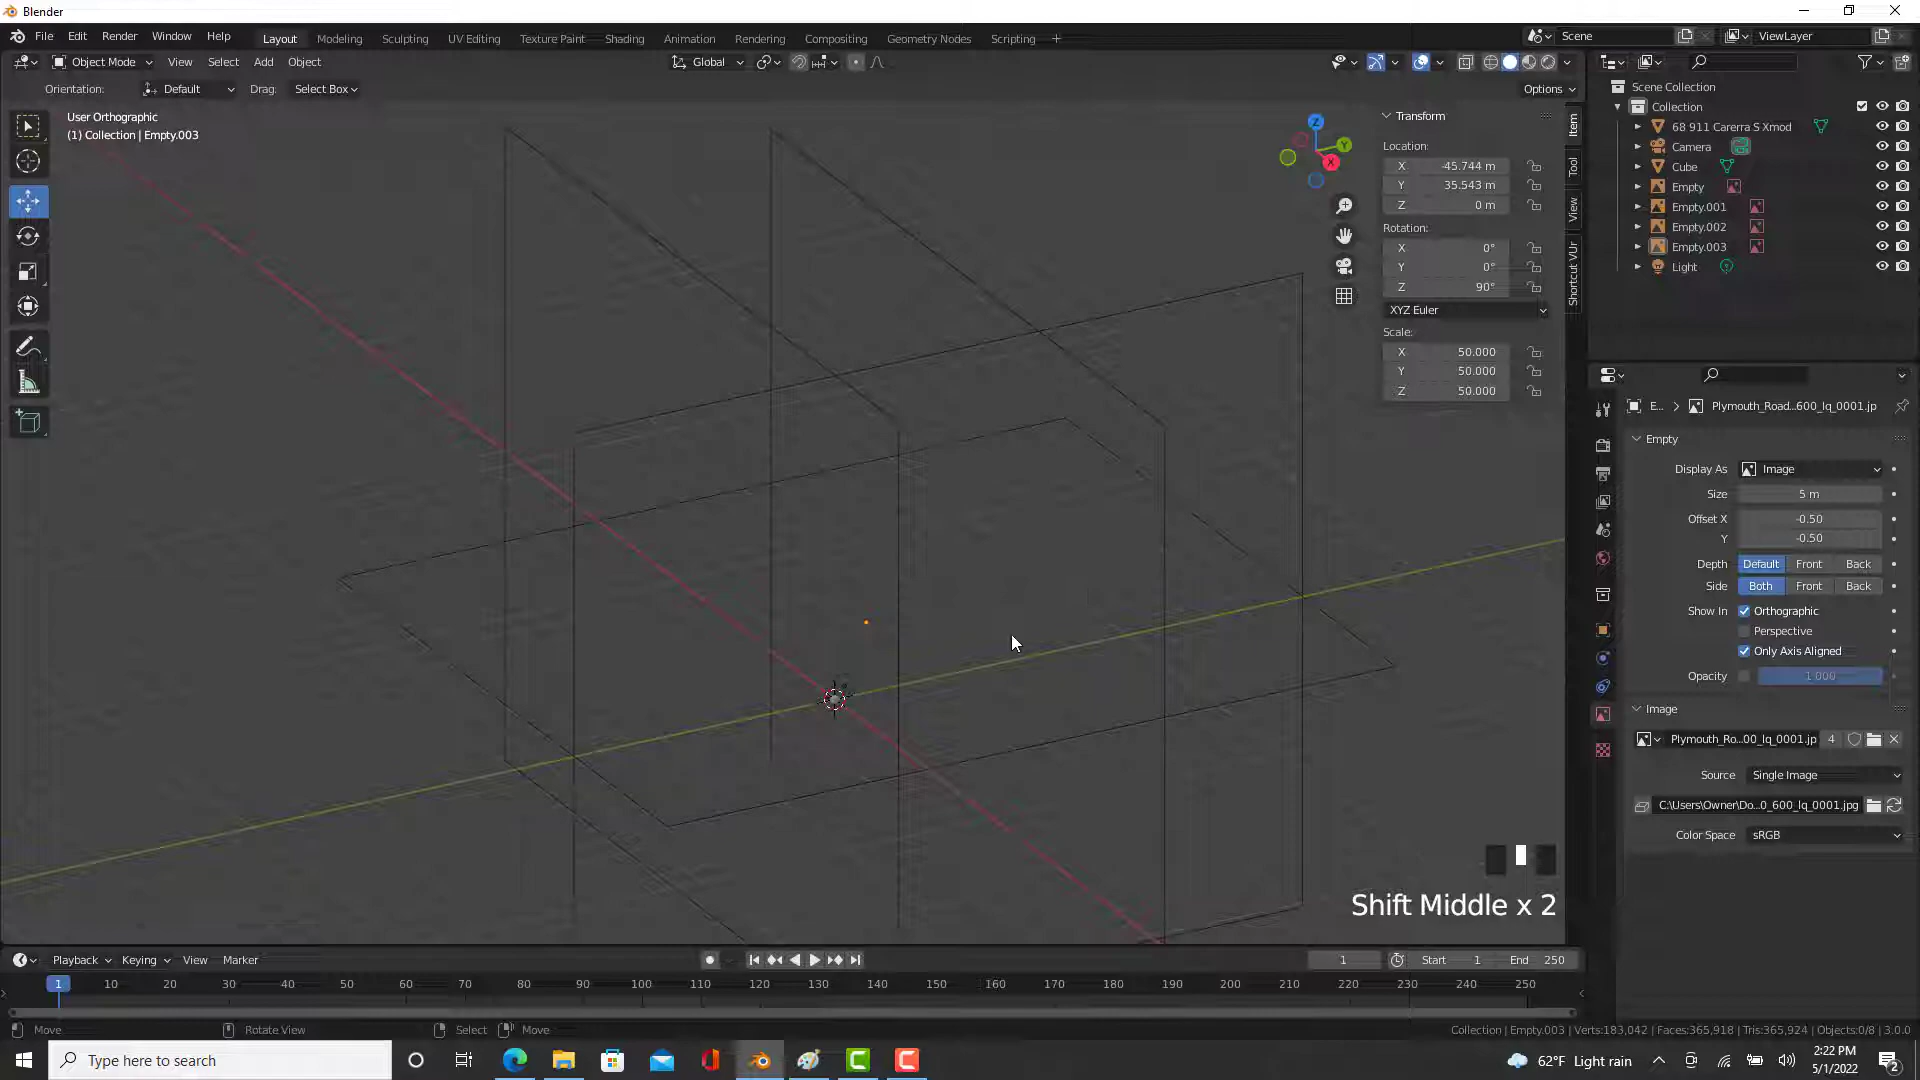 Blender
File Edit Render Window Help
Layout Modeling Sculpting UV Editing Texture Paint Shading Animation Rendering Compositing Geometry Nodes Scripting +
Scene
ViewLayer
Object Mode View Select Add Object
Global
Orientation: Default Drag: Select Box
Options
User Orthographic
(1) Collection | Empty.003
Z
Y
X
Transform
Location:
X -45.744 m
Y 35.543 m
Z 0 m
Rotation:
X 0°
Y 0°
Z 90°
XYZ Euler
Scale:
X 50.000
Y 50.000
Z 50.000
Item
Tool
View
Shortcut VUr
Scene Collection
Collection
68 911 Carerra S Xmod
Camera
Cube
Empty
Empty.001
Empty.002
Empty.003
Light
E...
Plymouth_Road...600_lq_0001.jp
Empty
Display As Image
Size 5 m
Offset X -0.50
Y -0.50
Depth Default Front Back
Side Both Front Back
Show In Orthographic
Perspective
Only Axis Aligned
Opacity 1.000
Image
Plymouth_Ro...00_lq_0001.jp 4
Source Single Image
C:\Users\Owner\Do...0_600_lq_0001.jpg
Color Space sRGB
Shift Middle x 2
Playback Keying View Marker
1
Start 1 End 250
1 10 20 30 40 50 60 70 80 90 100 110 120 130 140 150 160 170 180 190 200 210 220 230 240 250
Move Rotate View Select Move
Collection | Empty.003 | Verts:183,042 | Faces:365,918 | Tris:365,924 | Objects:0/8 | 3.0.0
Type here to search
62°F Light rain
2:22 PM
5/1/2022
2